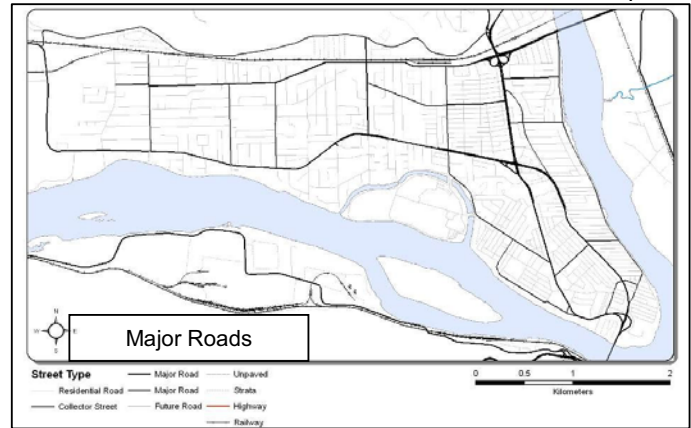 N
W E
S
Major Roads
Street Type
Residential Road
Collector Street
Major Road
Major Road
Future Road
Unpaved
Strata
Highway
Railway
0 0.5 1 2
Kilometers